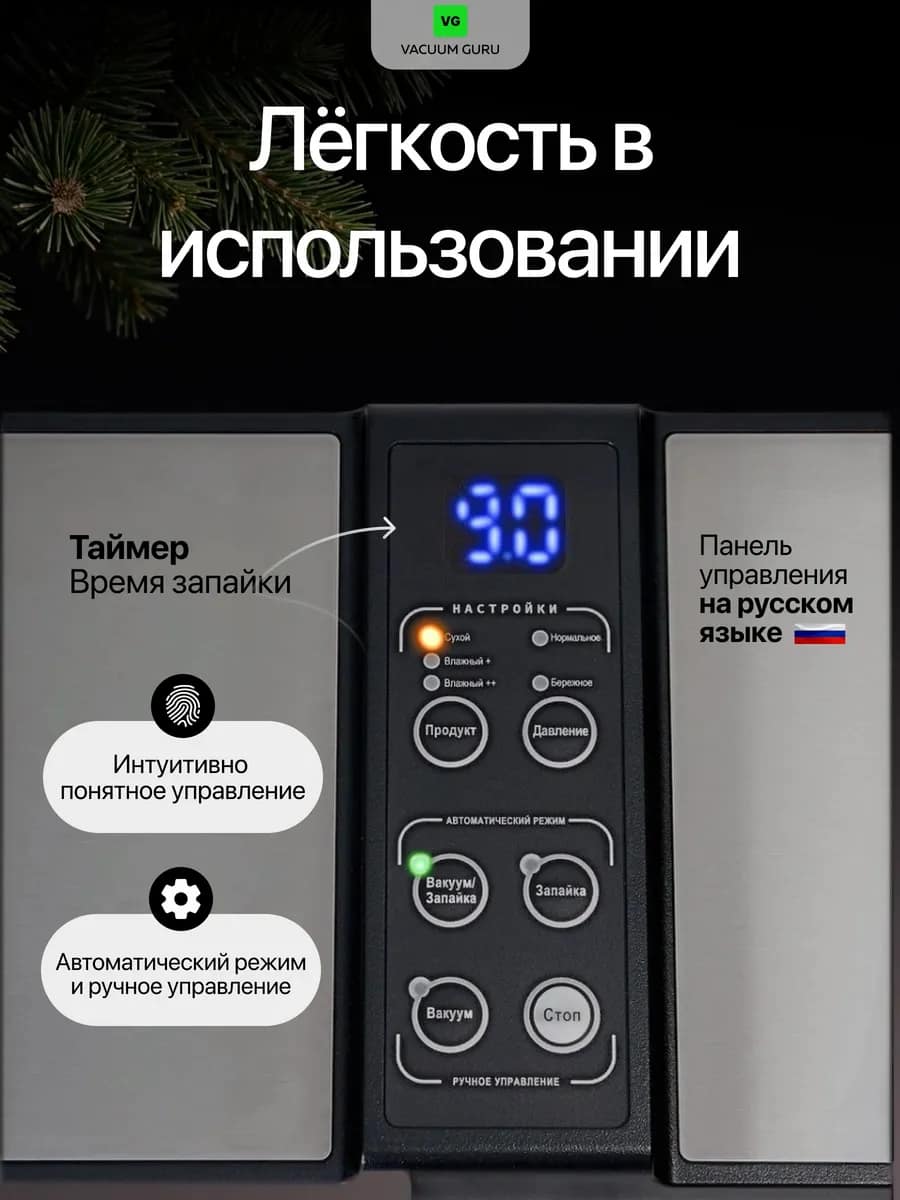 VG
VACUUM GURU
Лёгкость в
использовании
Таймер
Время запайки
9.0
Панель
управления
на русском
языке
НАСТРОЙКИ
Сухой
Нормальное
Влажный +
Влажный ++
Бережное
Продукт
Давление
Интуитивно
понятное управление
АВТОМАТИЧЕСКИЙ РЕЖИМ
Вакуум/
Запайка
Запайка
Автоматический режим
и ручное управление
Вакуум
Стоп
РУЧНОЕ УПРАВЛЕНИЕ